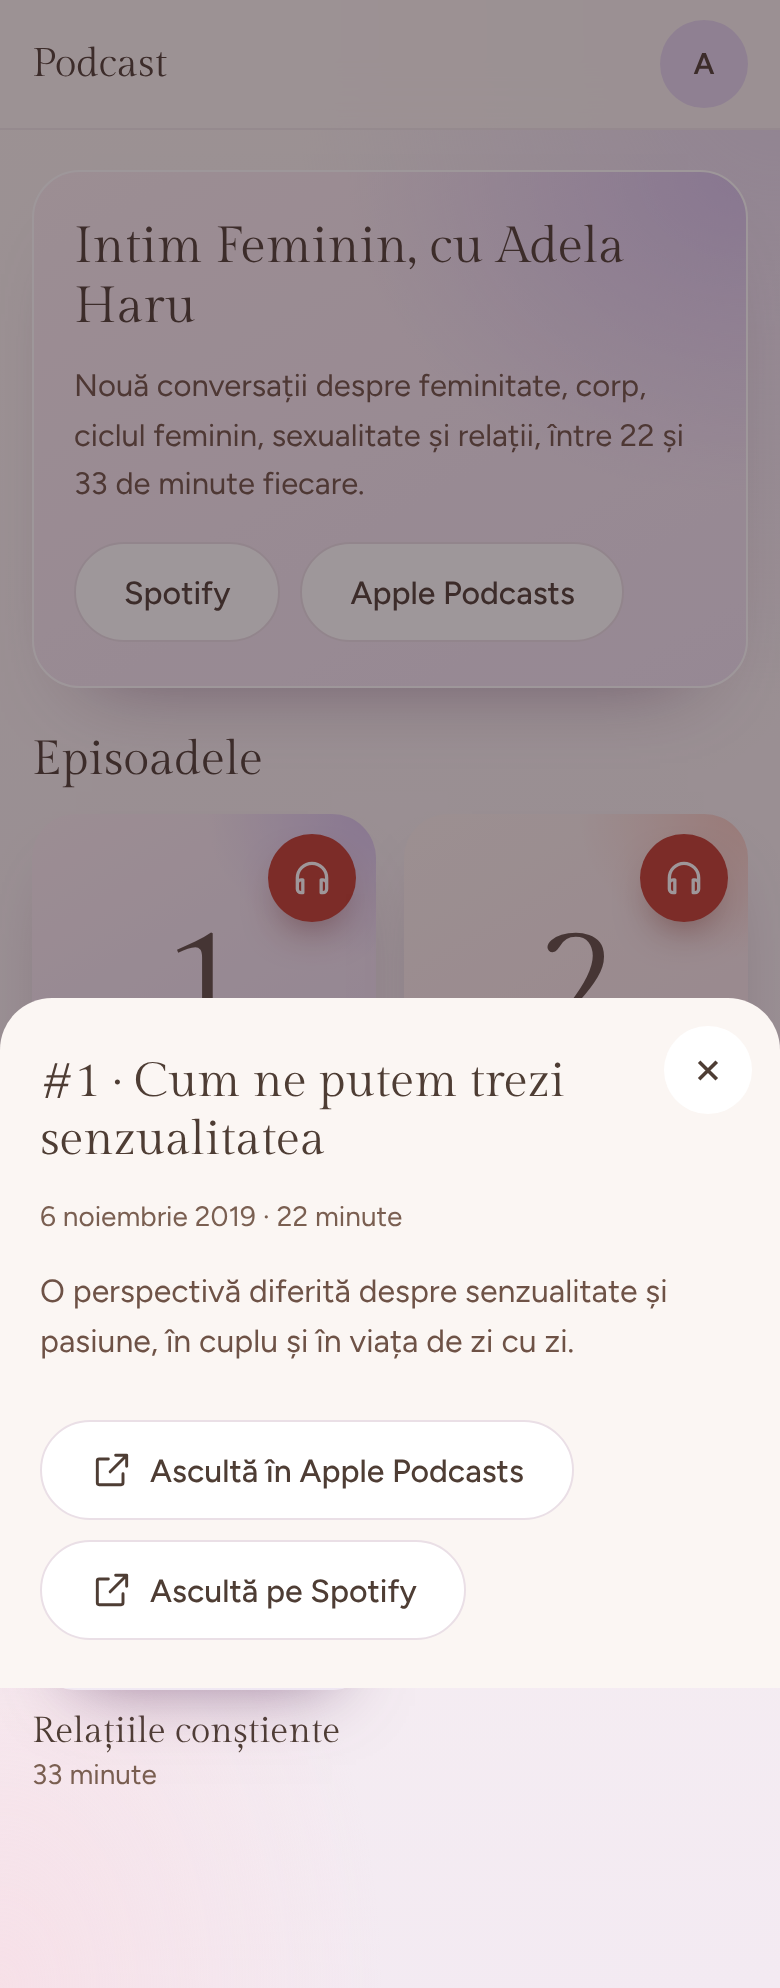 Podcast
A
Intim Feminin, cu Adela
Haru
Nouă conversații despre feminitate, corp,
ciclul feminin, sexualitate și relații, între 22 și
33 de minute fiecare.
Spotify
Apple Podcasts
Episoadele
1
2
#1 · Cum ne putem trezi
senzualitatea
6 noiembrie 2019 · 22 minute
O perspectivă diferită despre senzualitate și
pasiune, în cuplu și în viața de zi cu zi.
Ascultă în Apple Podcasts
Ascultă pe Spotify
Relațiile conștiente
33 minute